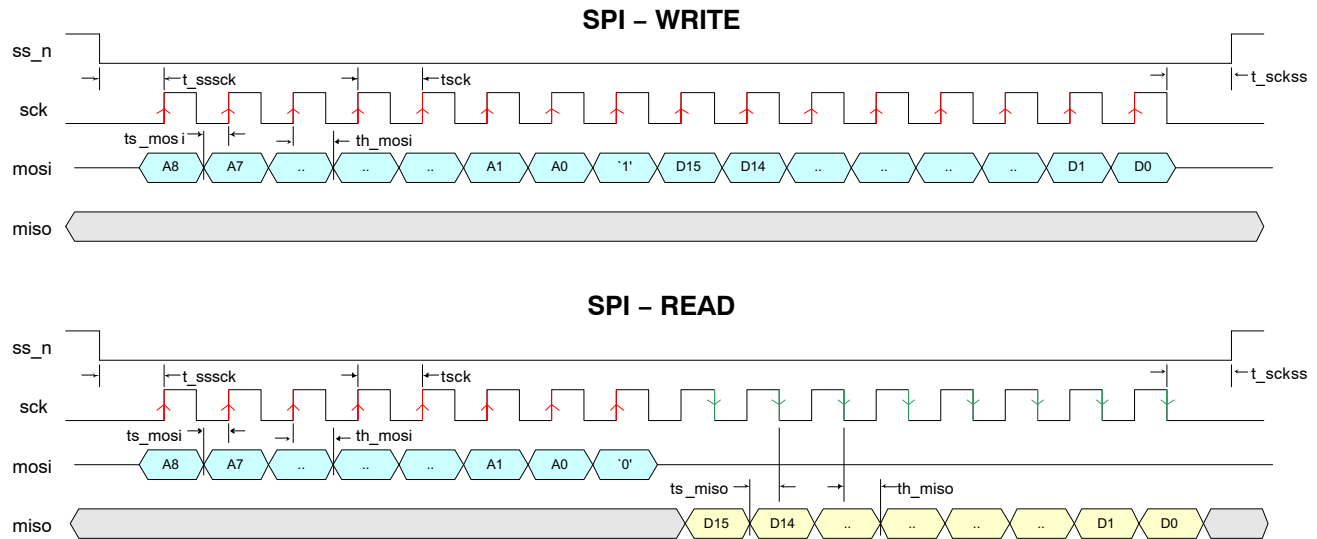 SPI – WRITE
ss_n
t_sssck tsck t_sckss
sck
ts_mosi th_mosi
mosi A8 A7 .. .. .. A1 A0 `1' D15 D14 .. .. .. .. D1 D0
miso
SPI – READ
ss_n
t_sssck tsck t_sckss
sck
ts_mosi th_mosi
mosi A8 A7 .. .. .. A1 A0 `0'
ts_miso th_miso
miso D15 D14 .. .. .. .. D1 D0